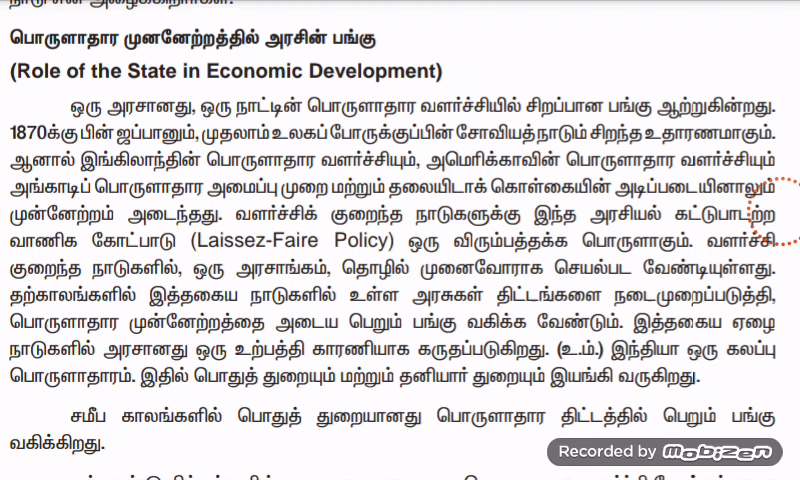 பொருளாதார முனனேற்றத்தில் அரசின் பங்கு
(Role of the State in Economic Development)
ஒரு அரசானது, ஒரு நாட்டின் பொருளாதார வளர்ச்சியில் சிறப்பான பங்கு ஆற்றுகின்றது.
1870க்கு பின் ஜப்பானும், முதலாம் உலகப் போருக்குப்பின் சோவியத் நாடும் சிறந்த உதாரணமாகும்.
ஆனால் இங்கிலாந்தின் பொருளாதார வளர்ச்சியும், அமெரிக்காவின் பொருளாதார வளர்ச்சியும்
அங்காடிப் பொருளாதார அமைப்பு முறை மற்றும் தலையிடாக் கொள்கையின் அடிப்படையினாலும்
முன்னேற்றம் அடைந்தது. வளர்ச்சிக் குறைந்த நாடுகளுக்கு இந்த அரசியல் கட்டுபாடற்ற
வாணிக கோட்பாடு (Laissez-Faire Policy) ஒரு விரும்பத்தக்க பொருளாகும். வளர்ச்சி
குறைந்த நாடுகளில், ஒரு அரசாங்கம், தொழில் முனைவோராக செயல்பட வேண்டியுள்ளது.
தற்காலங்களில் இத்தகைய நாடுகளில் உள்ள அரசுகள் திட்டங்களை நடைமுறைப்படுத்தி,
பொருளாதார முன்னேற்றத்தை அடைய பெறும் பங்கு வகிக்க வேண்டும். இத்தகைய ஏழை
நாடுகளில் அரசானது ஒரு உற்பத்தி காரணியாக கருதப்படுகிறது. (உ.ம்.) இந்தியா ஒரு கலப்பு
பொருளாதாரம். இதில் பொதுத் துறையும் மற்றும் தனியார் துறையும் இயங்கி வருகிறது.
சமீப காலங்களில் பொதுத் துறையானது பொருளாதார திட்டத்தில் பெறும் பங்கு
வகிக்கிறது.
Recorded by mobizen